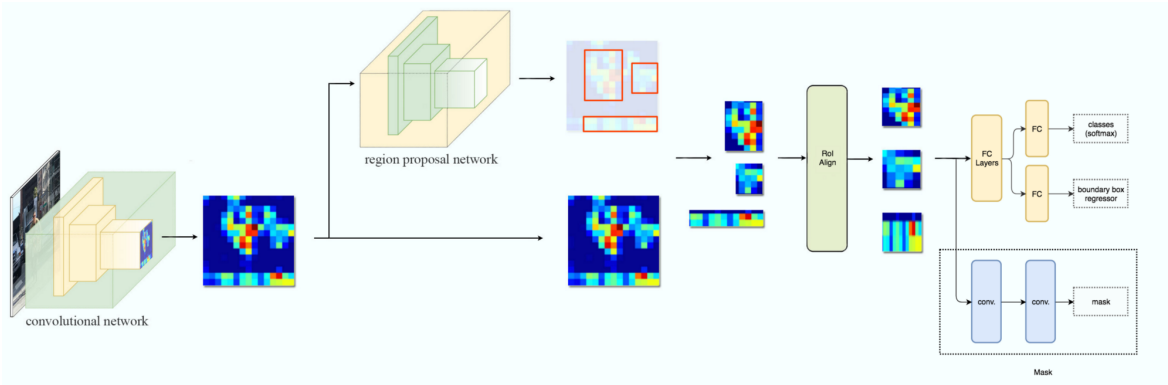 region proposal network
convolutional network
RoI
Align
FC
Layers
FC
classes
(softmax)
FC
boundary box
regressor
conv.
conv.
mask
Mask